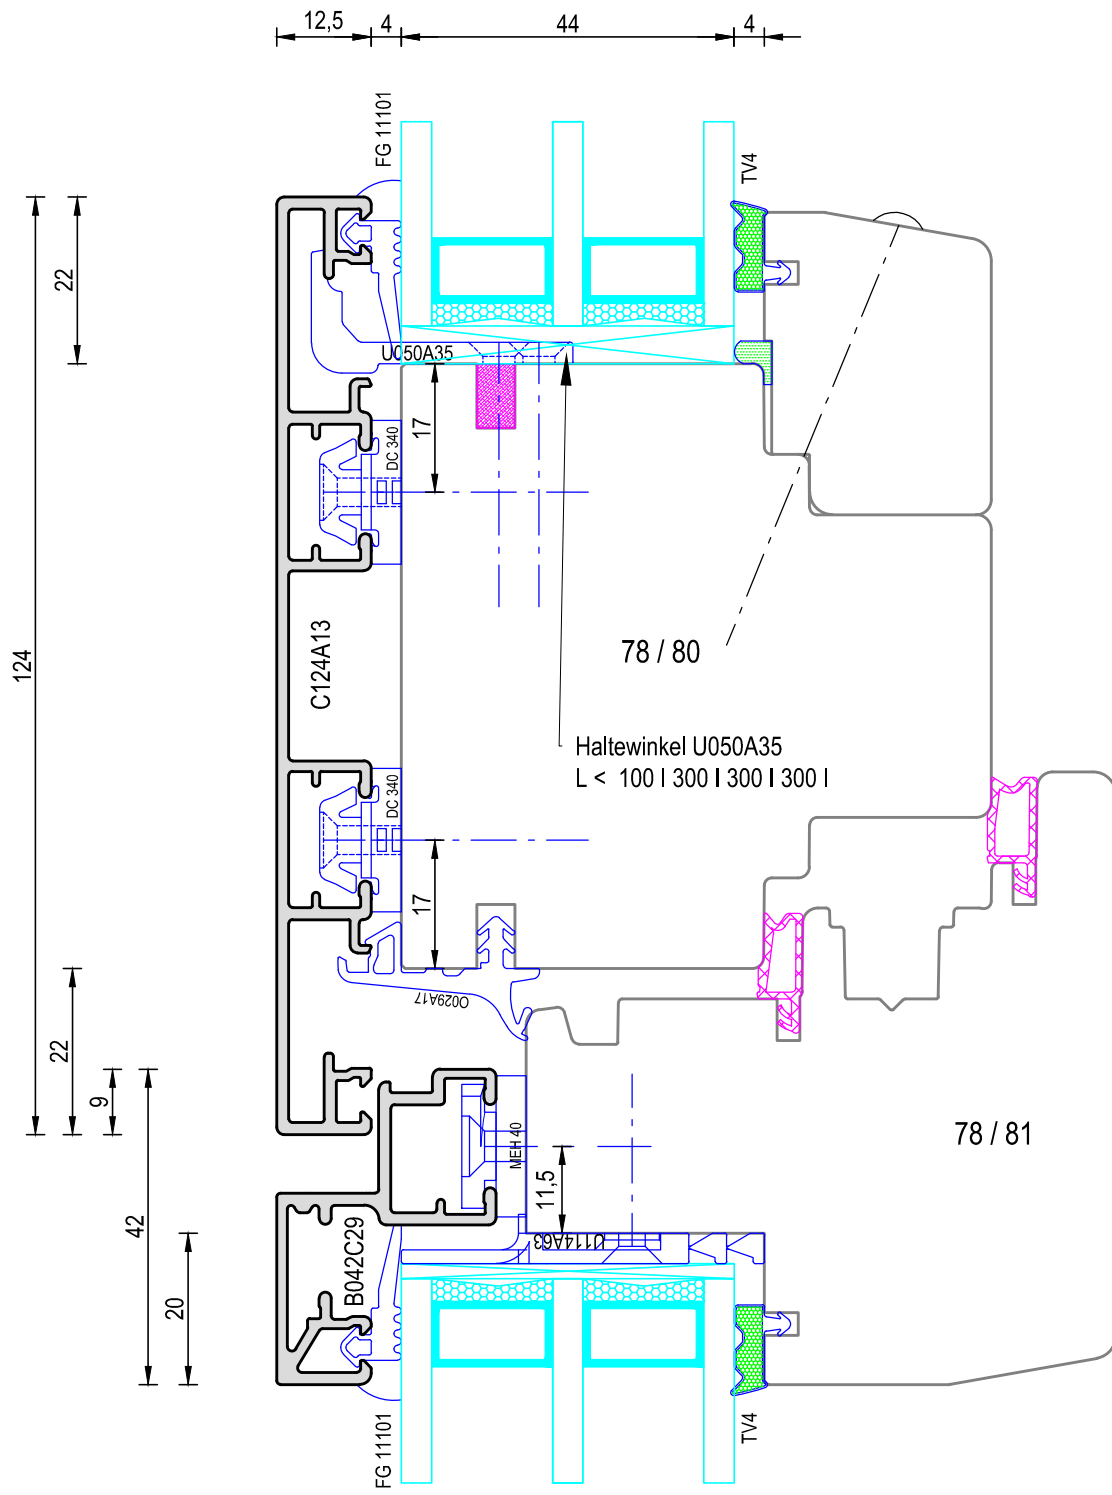 12,5
4
44
4
FG 11101
TV4
22
U050A35
17
DC 340
124
C124A13
78 / 80
Haltewinkel U050A35
L < 100 I 300 I 300 I 300 I
DC 340
17
O029A17
22
9
MEH 40
78 / 81
11,5
42
U114A63
B042C29
20
FG 11101
TV4